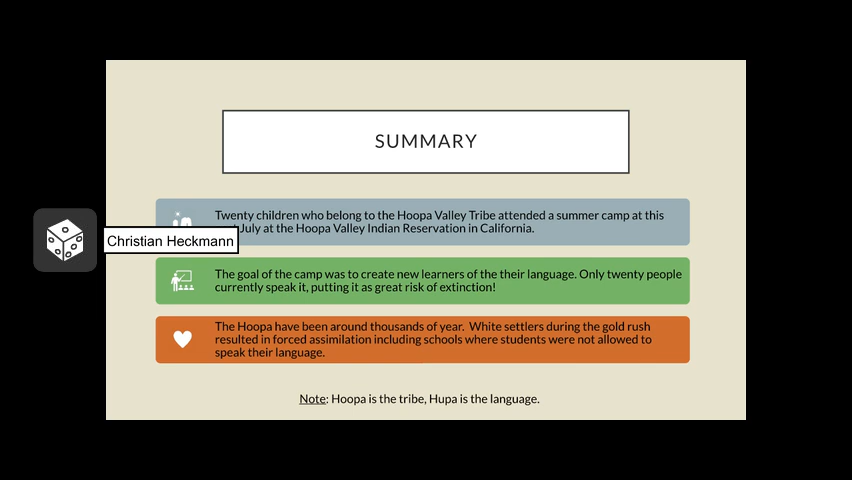 SUMMARY
Twenty children who belong to the Hoopa Valley Tribe attended a summer camp at this
July at the Hoopa Valley Indian Reservation in California.
Christian Heckmann
The goal of the camp was to create new learners of the their language. Only twenty people
currently speak it, putting it as great risk of extinction!
The Hoopa have been around thousands of year. White settlers during the gold rush
resulted in forced assimilation including schools where students were not allowed to
speak their language.
Note: Hoopa is the tribe, Hupa is the language.